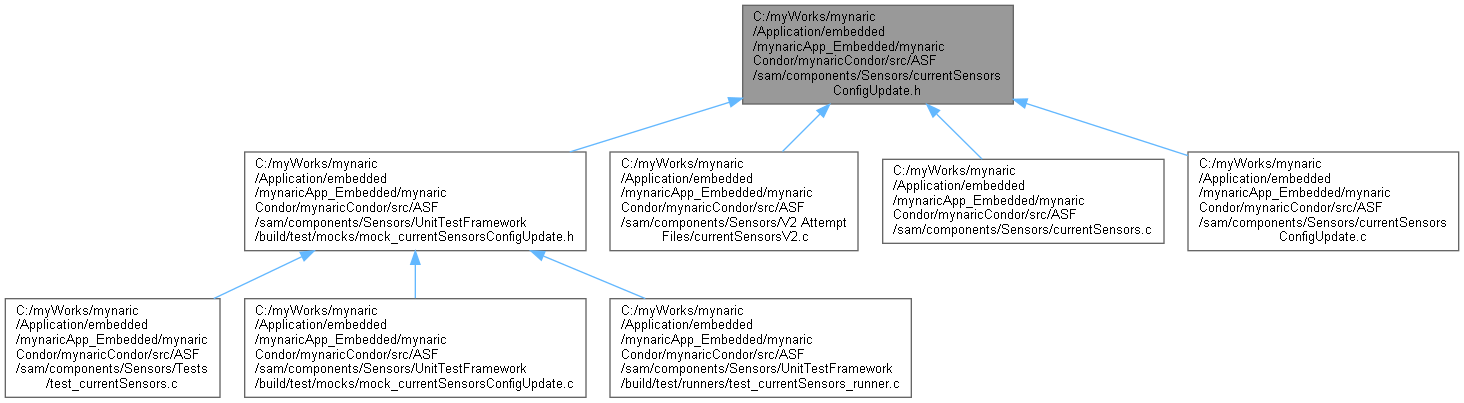 C:/myWorks/mynaric
/Application/embedded
/mynaricApp_Embedded/mynaric
Condor/mynaricCondor/src/ASF
/sam/components/Sensors/currentSensors
ConfigUpdate.h
C:/myWorks/mynaric
/Application/embedded
/mynaricApp_Embedded/mynaric
Condor/mynaricCondor/src/ASF
/sam/components/Sensors/UnitTestFramework
/build/test/mocks/mock_currentSensorsConfigUpdate.h
C:/myWorks/mynaric
/Application/embedded
/mynaricApp_Embedded/mynaric
Condor/mynaricCondor/src/ASF
/sam/components/Sensors/V2 Attempt
Files/currentSensorsV2.c
C:/myWorks/mynaric
/Application/embedded
/mynaricApp_Embedded/mynaric
Condor/mynaricCondor/src/ASF
/sam/components/Sensors/currentSensors.c
C:/myWorks/mynaric
/Application/embedded
/mynaricApp_Embedded/mynaric
Condor/mynaricCondor/src/ASF
/sam/components/Sensors/currentSensors
ConfigUpdate.c
C:/myWorks/mynaric
/Application/embedded
/mynaricApp_Embedded/mynaric
Condor/mynaricCondor/src/ASF
/sam/components/Sensors/Tests
/test_currentSensors.c
C:/myWorks/mynaric
/Application/embedded
/mynaricApp_Embedded/mynaric
Condor/mynaricCondor/src/ASF
/sam/components/Sensors/UnitTestFramework
/build/test/mocks/mock_currentSensorsConfigUpdate.c
C:/myWorks/mynaric
/Application/embedded
/mynaricApp_Embedded/mynaric
Condor/mynaricCondor/src/ASF
/sam/components/Sensors/UnitTestFramework
/build/test/runners/test_currentSensors_runner.c